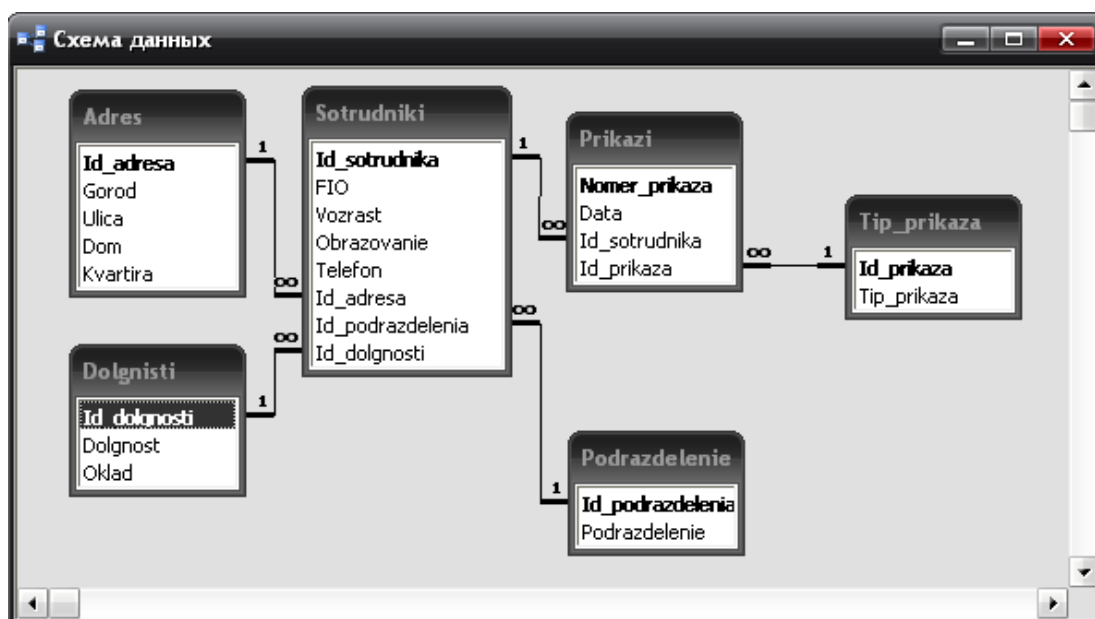 Схема данных
Adres
Id_adresa
Gorod
Ulica
Dom
Kvartira
1
∞
Dolgnisti
Id_dolgnosti
Dolgnost
Oklad
1
∞
Sotrudniki
Id_sotrudnika
FIO
Vozrast
Obrazovanie
Telefon
Id_adresa
Id_podrazdelenia
Id_dolgnosti
1
∞
Prikazi
Nomer_prikaza
Data
Id_sotrudnika
Id_prikaza
∞
1
Tip_prikaza
Id_prikaza
Tip_prikaza
∞
1
Podrazdelenie
Id_podrazdelenia
Podrazdelenie